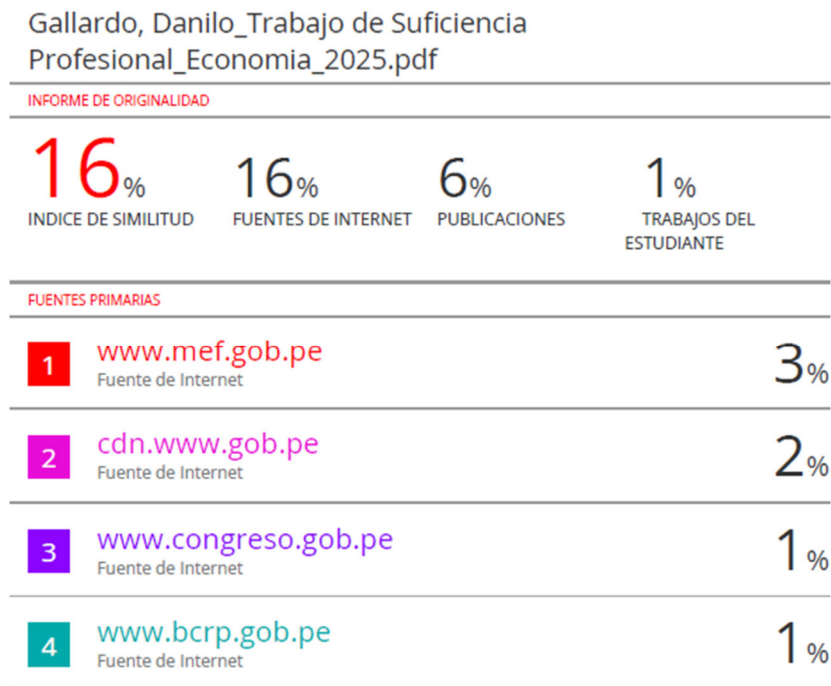 Gallardo, Danilo_Trabajo de Suficiencia
Profesional_Economia_2025.pdf
INFORME DE ORIGINALIDAD
16% 16% 6% 1%
INDICE DE SIMILITUD FUENTES DE INTERNET PUBLICACIONES TRABAJOS DEL
ESTUDIANTE
FUENTES PRIMARIAS
1 www.mef.gob.pe 3%
Fuente de Internet
2 cdn.www.gob.pe 2%
Fuente de Internet
3 www.congreso.gob.pe 1%
Fuente de Internet
4 www.bcrp.gob.pe 1%
Fuente de Internet